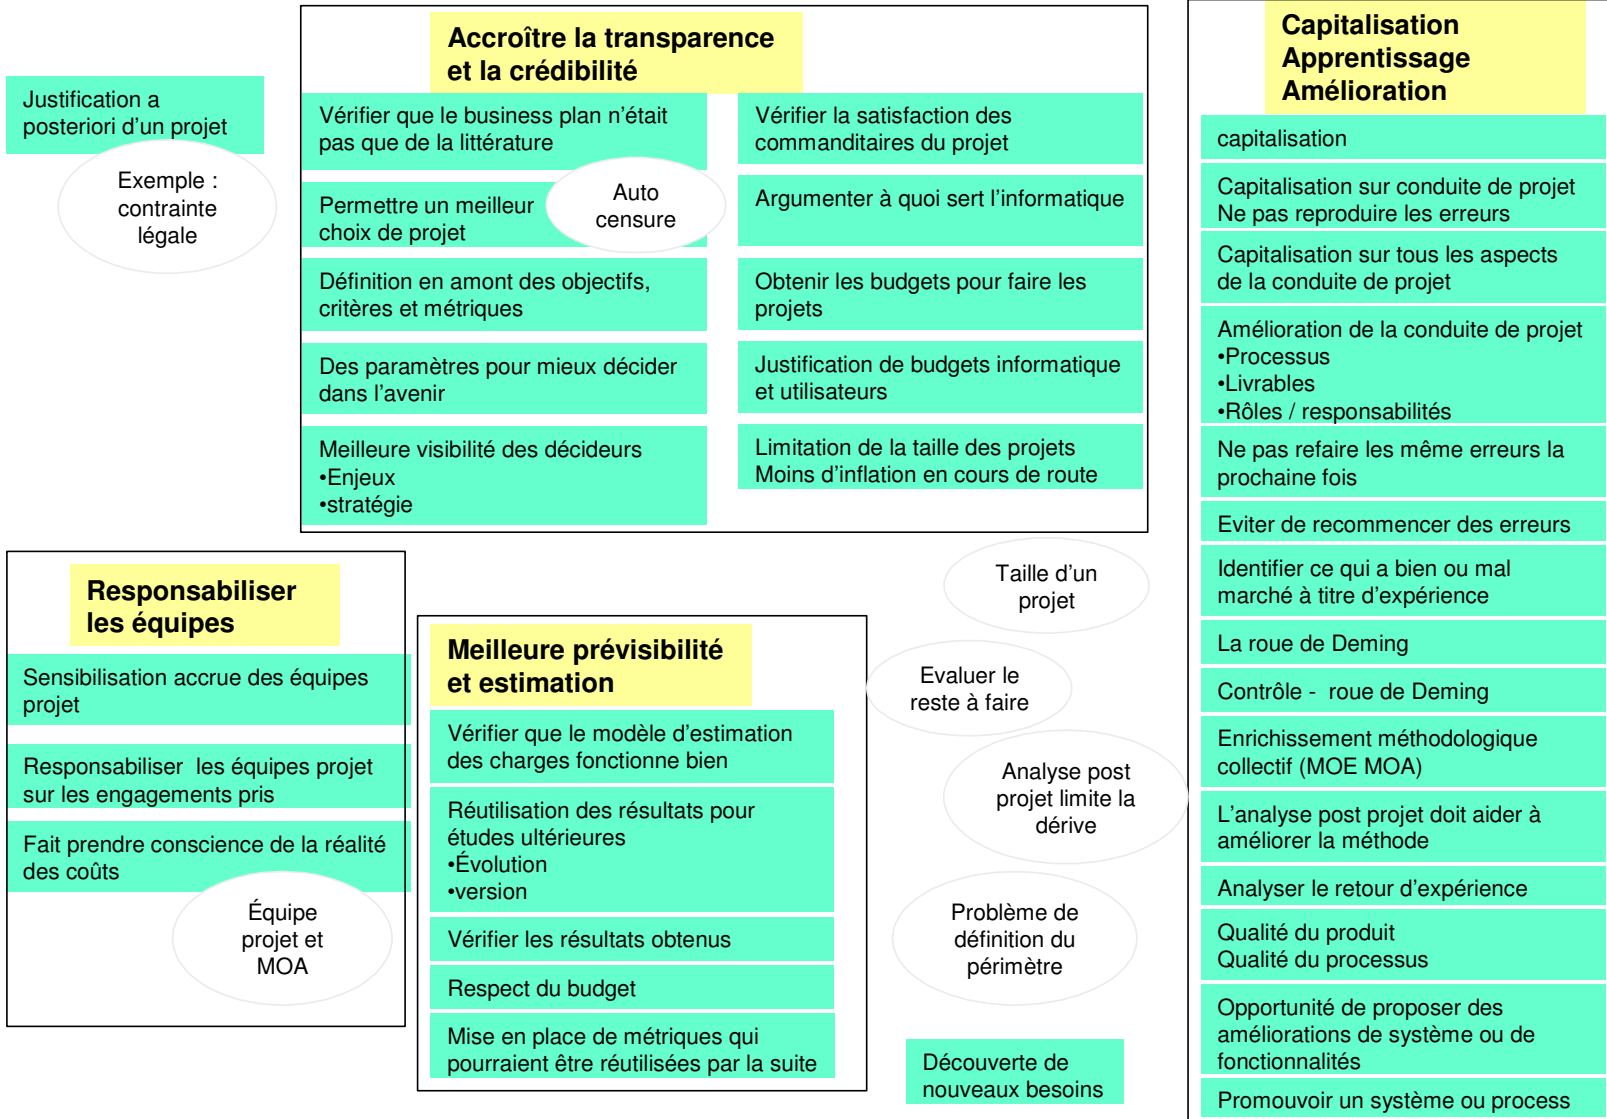 Justification a
posteriori d’un projet
Exemple :
contrainte
légale
Accroître la transparence
et la crédibilité
Vérifier que le business plan n’était
pas que de la littérature
Permettre un meilleur
choix de projet
Auto
censure
Définition en amont des objectifs,
critères et métriques
Des paramètres pour mieux décider
dans l’avenir
Meilleure visibilité des décideurs
•Enjeux
•stratégie
Vérifier la satisfaction des
commanditaires du projet
Argumenter à quoi sert l’informatique
Obtenir les budgets pour faire les
projets
Justification de budgets informatique
et utilisateurs
Limitation de la taille des projets
Moins d’inflation en cours de route
Responsabiliser
les équipes
Sensibilisation accrue des équipes
projet
Responsabiliser  les équipes projet
sur les engagements pris
Fait prendre conscience de la réalité
des coûts
Équipe
projet et
MOA
Meilleure prévisibilité
et estimation
Vérifier que le modèle d’estimation
des charges fonctionne bien
Réutilisation des résultats pour
études ultérieures
•Évolution
•version
Vérifier les résultats obtenus
Respect du budget
Mise en place de métriques qui
pourraient être réutilisées par la suite
Taille d’un
projet
Evaluer le
reste à faire
Analyse post
projet limite la
dérive
Problème de
définition du
périmètre
Découverte de
nouveaux besoins
Capitalisation
Apprentissage
Amélioration
capitalisation
Capitalisation sur conduite de projet
Ne pas reproduire les erreurs
Capitalisation sur tous les aspects
de la conduite de projet
Amélioration de la conduite de projet
•Processus
•Livrables
•Rôles / responsabilités
Ne pas refaire les même erreurs la
prochaine fois
Eviter de recommencer des erreurs
Identifier ce qui a bien ou mal
marché à titre d’expérience
La roue de Deming
Contrôle -  roue de Deming
Enrichissement méthodologique
collectif (MOE MOA)
L’analyse post projet doit aider à
améliorer la méthode
Analyser le retour d’expérience
Qualité du produit
Qualité du processus
Opportunité de proposer des
améliorations de système ou de
fonctionnalités
Promouvoir un système ou process